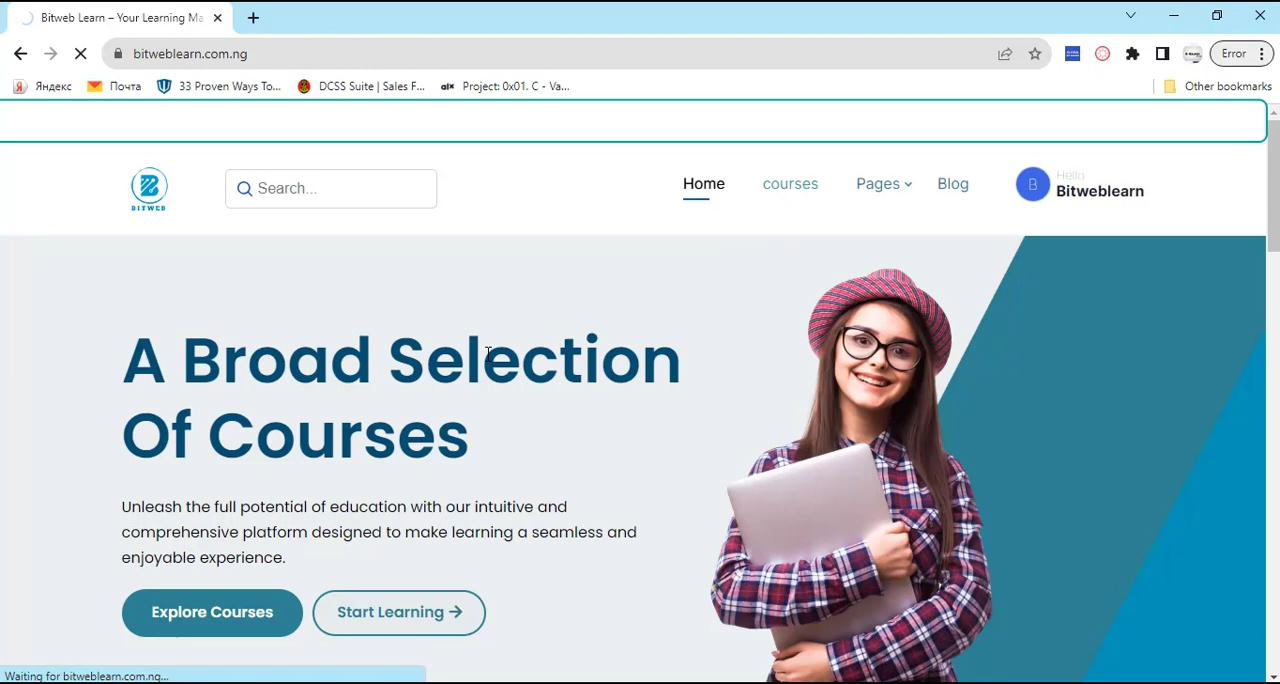 Bitweb Learn – Your Learning Ma
bitweblearn.com.ng
Error
Яндекс
Почта
33 Proven Ways To...
DCSS Suite | Sales F...
Project: 0x01. C - Va...
Other bookmarks
BITWEB
Search...
Home
courses
Pages
Blog
B
Hello
Bitweblearn
A Broad Selection
Of Courses
Unleash the full potential of education with our intuitive and
comprehensive platform designed to make learning a seamless and
enjoyable experience.
Explore Courses
Start Learning →
Waiting for bitweblearn.com.ng...